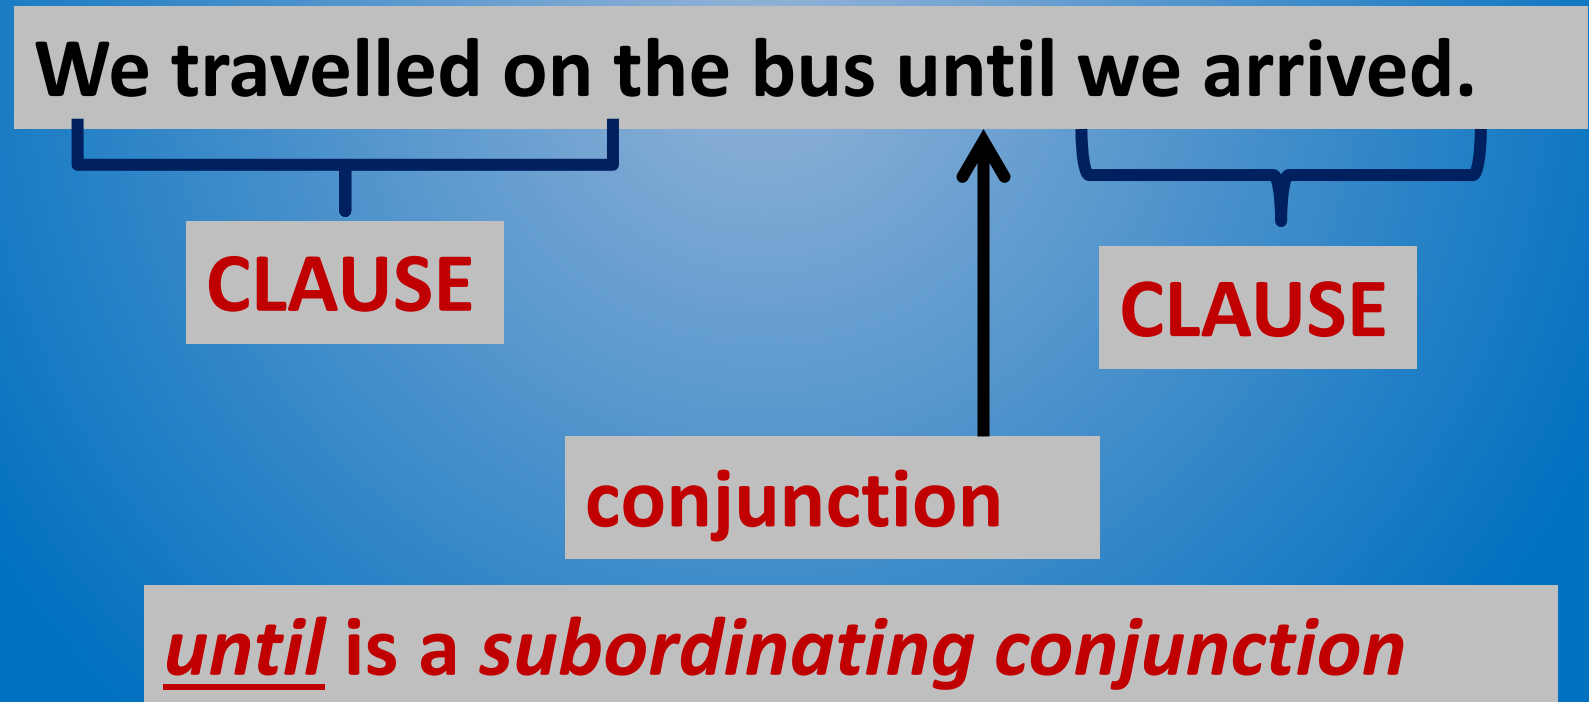 We travelled on the bus until we arrived.
CLAUSE
CLAUSE
conjunction
until is a subordinating conjunction